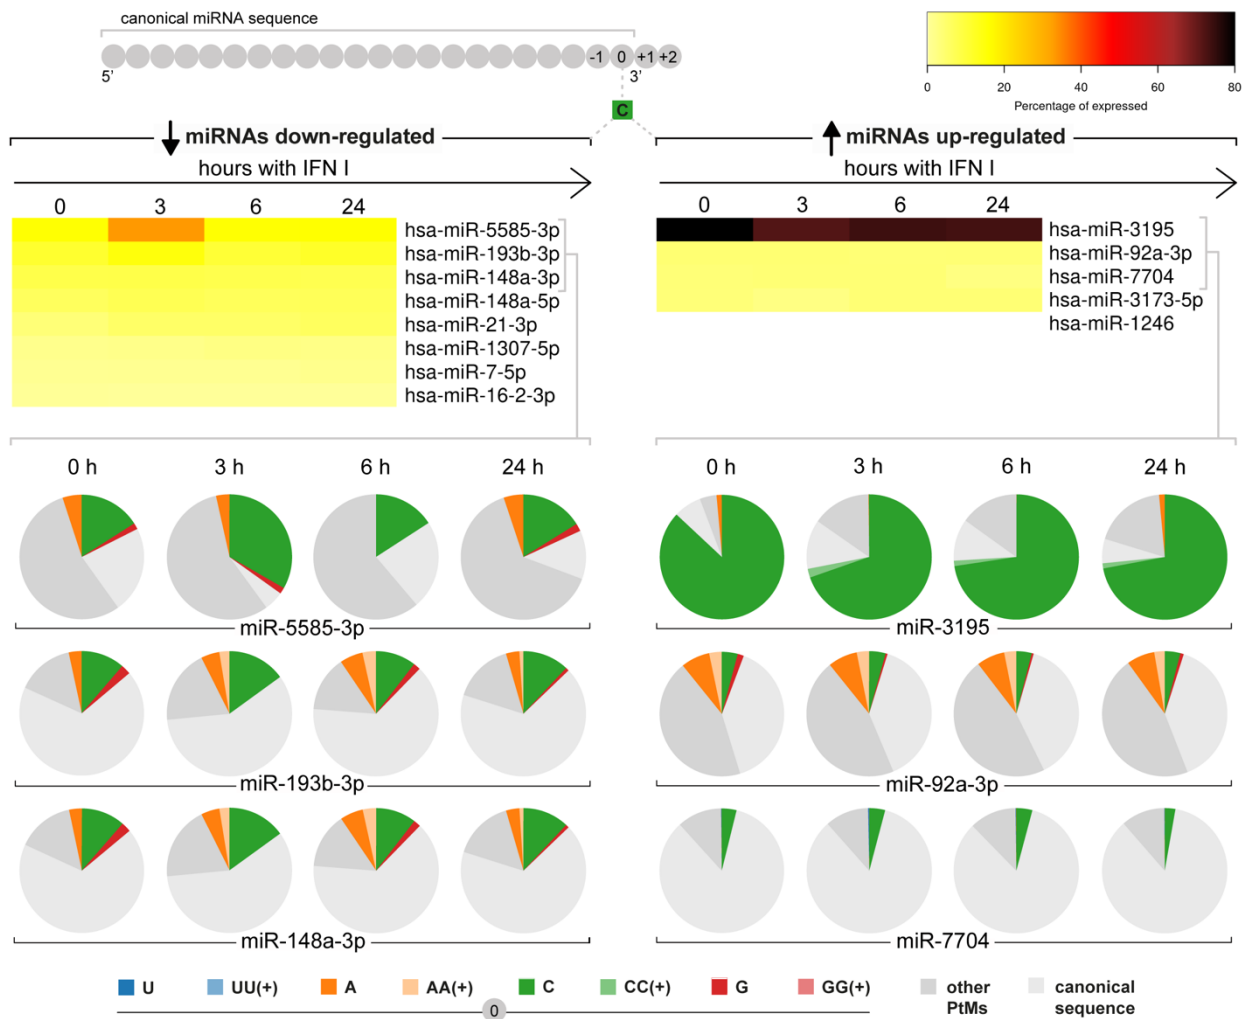 canonical miRNA sequence
-1 0 +1 +2
5' 3'
C
0 20 40 60 80
Percentage of expressed
miRNAs down-regulated
hours with IFN I
0 3 6 24
hsa-miR-5585-3p
hsa-miR-193b-3p
hsa-miR-148a-3p
hsa-miR-148a-5p
hsa-miR-21-3p
hsa-miR-1307-5p
hsa-miR-7-5p
hsa-miR-16-2-3p
miRNAs up-regulated
hours with IFN I
0 3 6 24
hsa-miR-3195
hsa-miR-92a-3p
hsa-miR-7704
hsa-miR-3173-5p
hsa-miR-1246
0 h 3 h 6 h 24 h
miR-5585-3p
miR-193b-3p
miR-148a-3p
0 h 3 h 6 h 24 h
miR-3195
miR-92a-3p
miR-7704
U UU(+) A AA(+) C CC(+) G GG(+) other PtMs canonical sequence
0